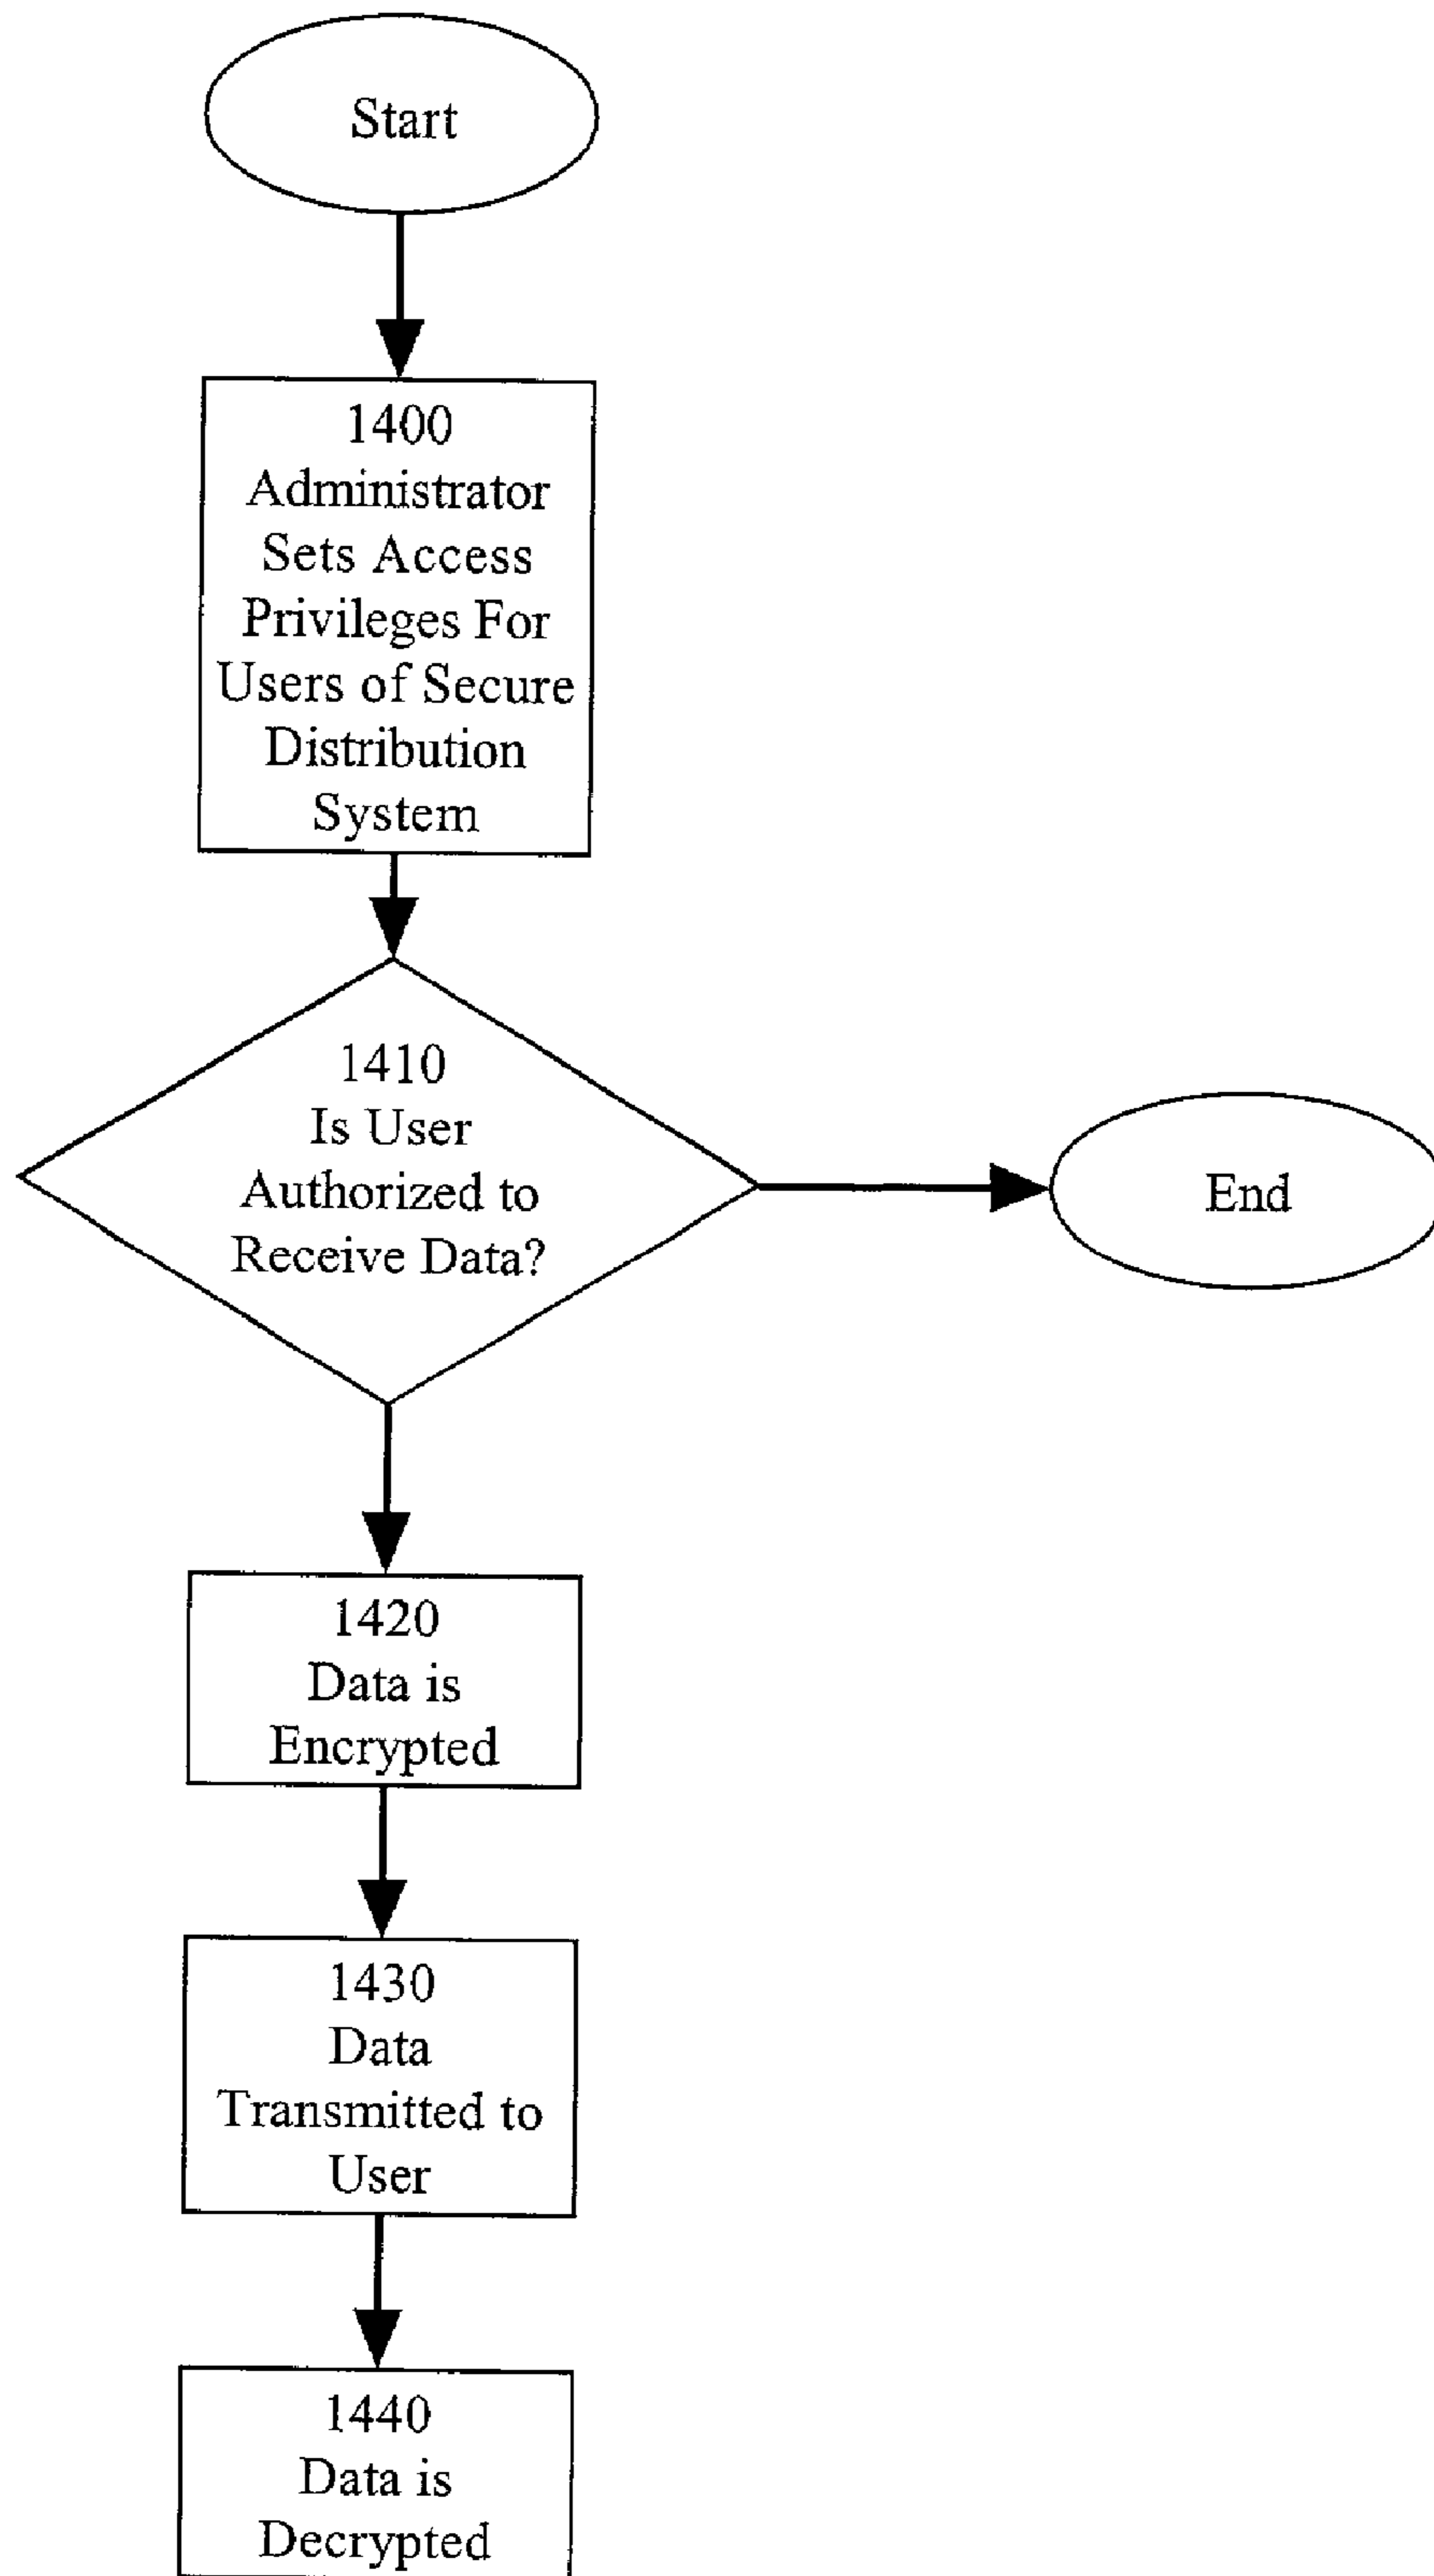 Start
1400
Administrator
Sets Access
Privileges For
Users of Secure
Distribution
System
1410
Is User
Authorized to
Receive Data?
End
1420
Data is
Encrypted
1430
Data
Transmitted to
User
1440
Data is
Decrypted